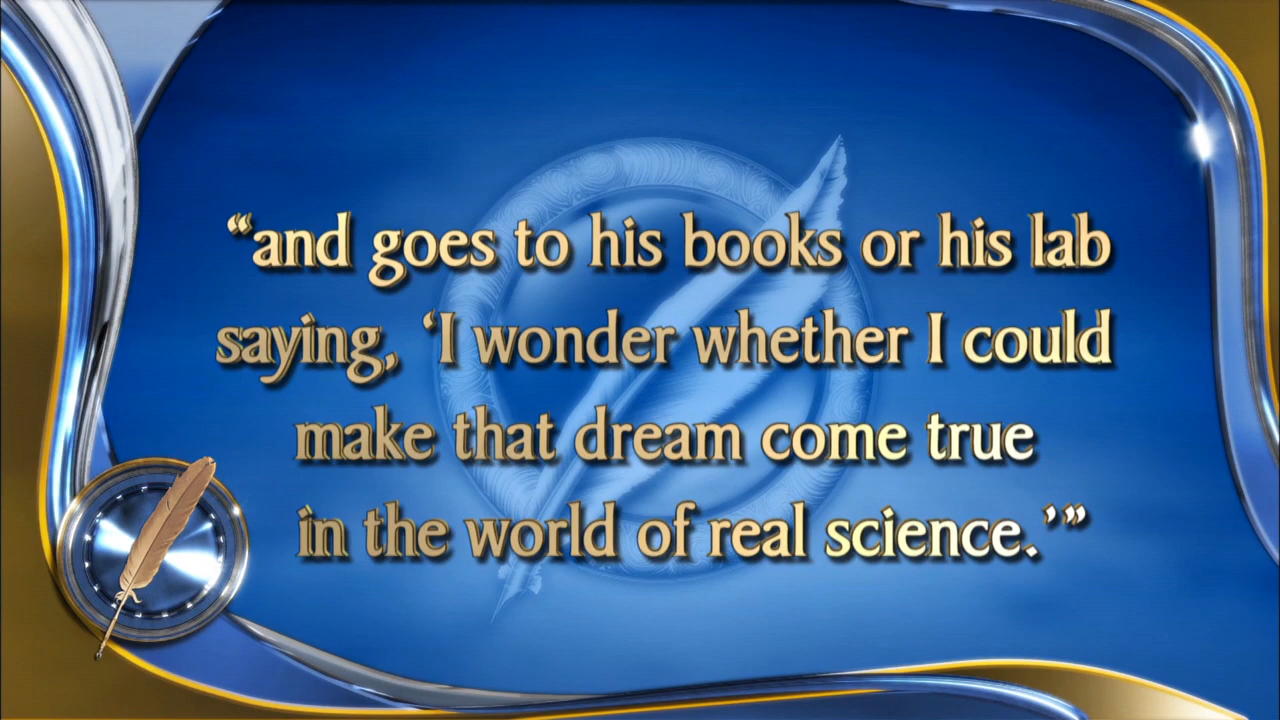 “and goes to his books or his lab
saying, ‘I wonder whether I could
make that dream come true
in the world of real science.’”